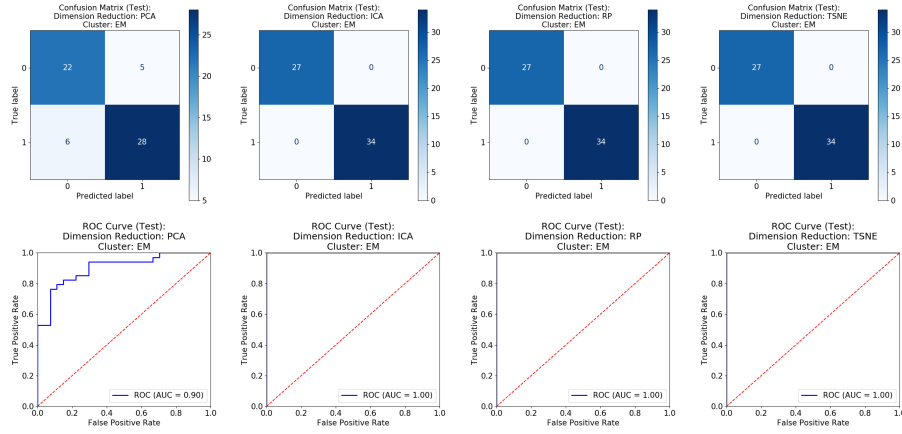 Confusion Matrix (Test):
Dimension Reduction: PCA
Cluster: EM
0
1
True label
22
5
6
28
0
1
Predicted label
25
20
15
10
5
Confusion Matrix (Test):
Dimension Reduction: ICA
Cluster: EM
0
1
True label
27
0
0
34
0
1
Predicted label
30
25
20
15
10
5
0
Confusion Matrix (Test):
Dimension Reduction: RP
Cluster: EM
0
1
True label
27
0
0
34
0
1
Predicted label
30
25
20
15
10
5
0
Confusion Matrix (Test):
Dimension Reduction: TSNE
Cluster: EM
0
1
True label
27
0
0
34
0
1
Predicted label
30
25
20
15
10
5
0
ROC Curve (Test):
Dimension Reduction: PCA
Cluster: EM
1.0
0.8
0.6
0.4
0.2
0.0
True Positive Rate
ROC (AUC = 0.90)
0.0 0.2 0.4 0.6 0.8 1.0
False Positive Rate
ROC Curve (Test):
Dimension Reduction: ICA
Cluster: EM
1.0
0.8
0.6
0.4
0.2
0.0
True Positive Rate
ROC (AUC = 1.00)
0.0 0.2 0.4 0.6 0.8 1.0
False Positive Rate
ROC Curve (Test):
Dimension Reduction: RP
Cluster: EM
1.0
0.8
0.6
0.4
0.2
0.0
True Positive Rate
ROC (AUC = 1.00)
0.0 0.2 0.4 0.6 0.8 1.0
False Positive Rate
ROC Curve (Test):
Dimension Reduction: TSNE
Cluster: EM
1.0
0.8
0.6
0.4
0.2
0.0
True Positive Rate
ROC (AUC = 1.00)
0.0 0.2 0.4 0.6 0.8 1.0
False Positive Rate